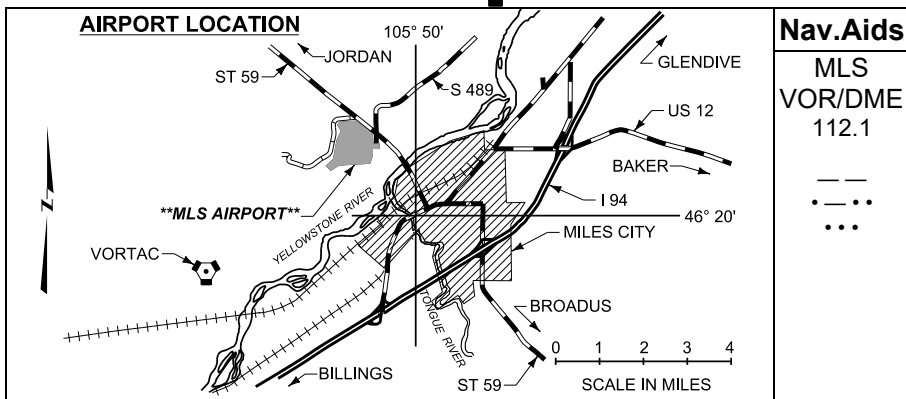 AIRPORT LOCATION
105° 50'
JORDAN
ST 59
S 489
GLENDIVE
US 12
BAKER
I 94
**MLS AIRPORT**
YELLOWSTONE RIVER
46° 20'
MILES CITY
VORTAC
N
TONGUE RIVER
BROADUS
BILLINGS
ST 59
0 1 2 3 4
SCALE IN MILES
Nav.Aids
MLS
VOR/DME
112.1
— —
• — • •
• • •